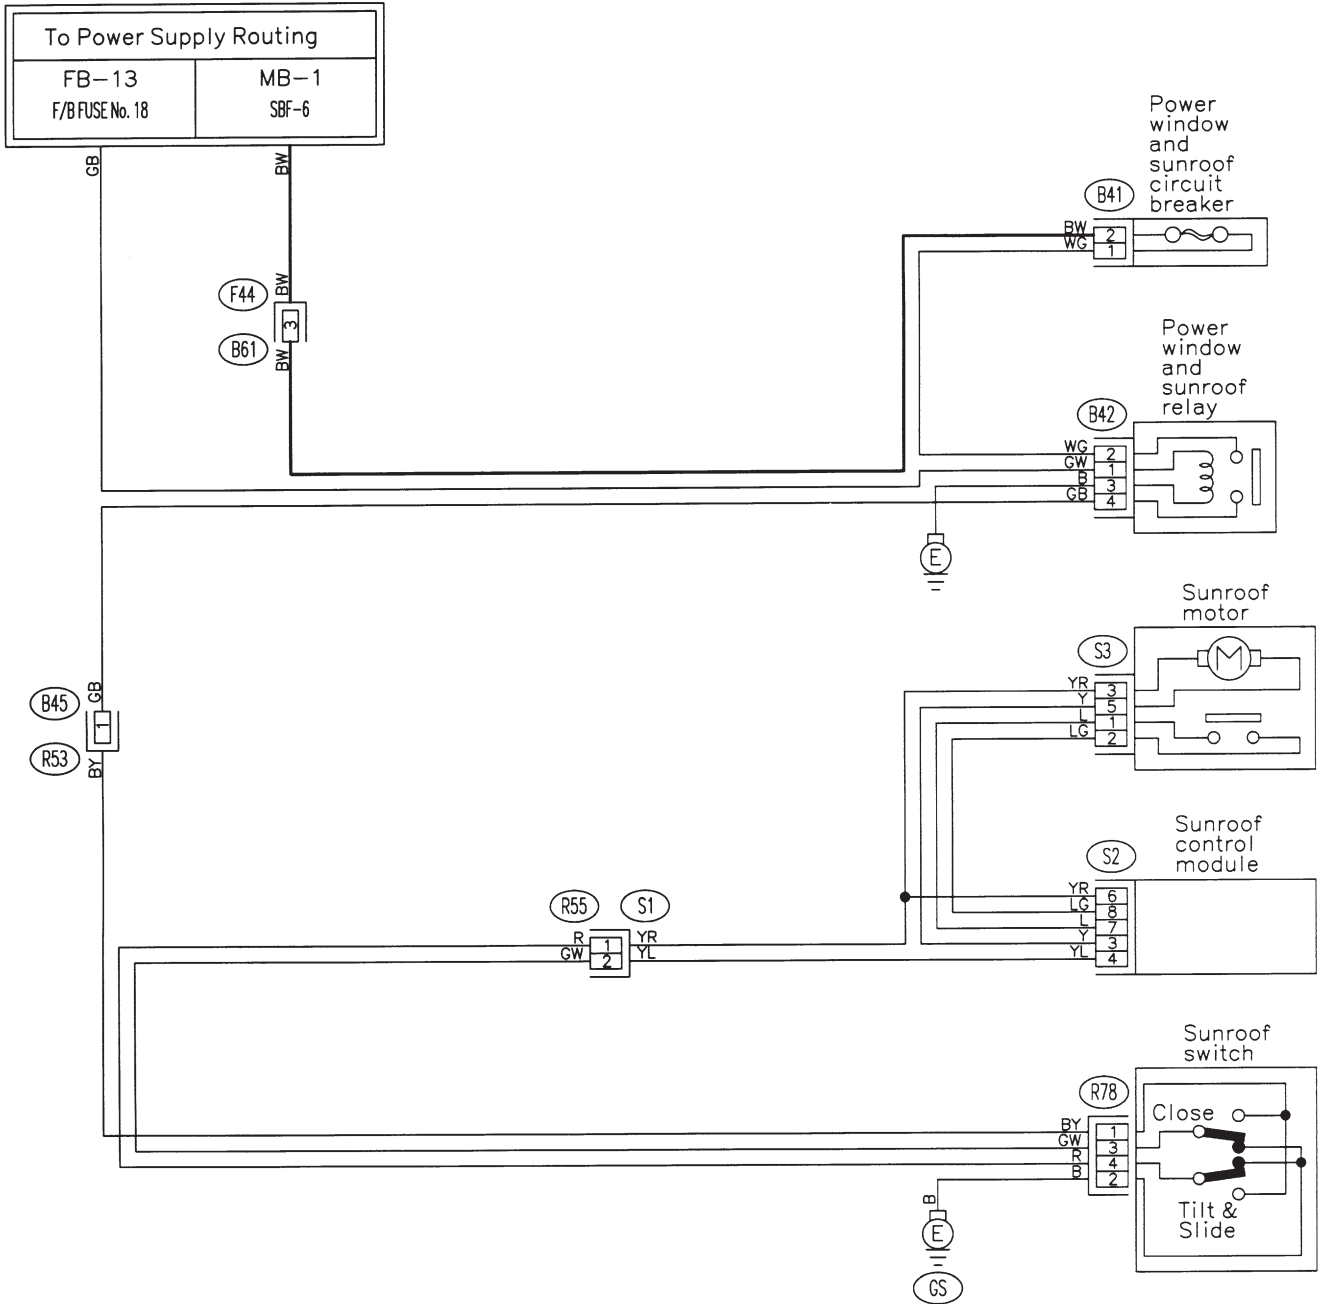 To Power Supply Routing
FB-13
F/B FUSE No. 18
MB-1
SBF-6
GB
BW
BW
F44
3
B61
BW
Power
window
and
sunroof
circuit
breaker
B41
BW
2
WG
1
Power
window
and
sunroof
relay
B42
WG
2
GW
1
B
3
GB
4
E
Sunroof
motor
S3
YR
3
Y
5
L
1
LG
2
M
B45
GB
1
R53
BY
Sunroof
control
module
S2
YR
6
LG
8
L
7
Y
3
YL
4
R55
S1
R
1
YR
GW
2
YL
Sunroof
switch
R78
BY
1
GW
3
R
4
B
2
Close
Tilt &
Slide
B
E
GS